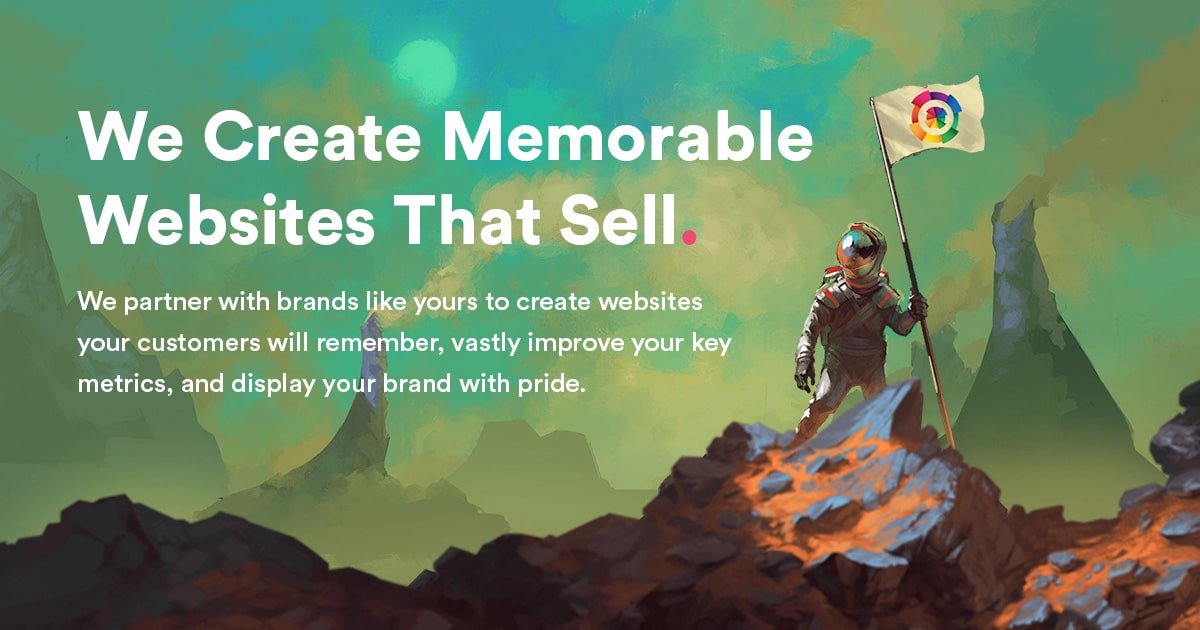 We Create Memorable
Websites That Sell.
We partner with brands like yours to create websites
your customers will remember, vastly improve your key
metrics, and display your brand with pride.